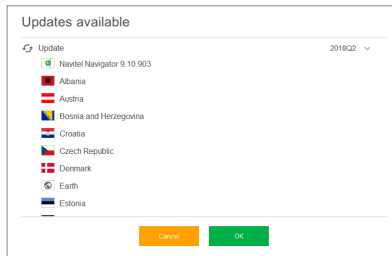 Updates available
Update 2018Q2
Navitel Navigator 9.10.903
Albania
Austria
Bosnia and Herzegovina
Croatia
Czech Republic
Denmark
Earth
Estonia
Cancel OK